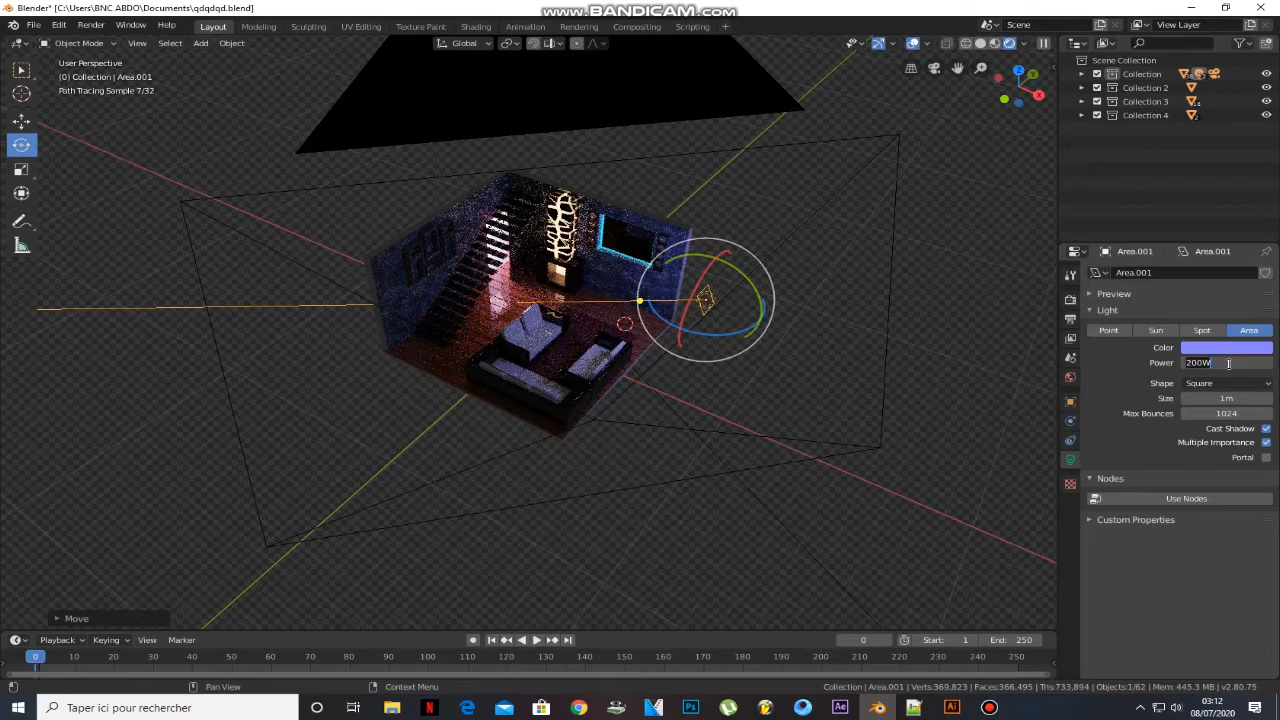 Blender* [C:\Users\BNC ABDO\Documents\qdqdqd.blend]
www.BANDICAM.com
File Edit Render Window Help Layout Modeling Sculpting UV Editing Texture Paint Shading Animation Rendering Compositing Scripting + Scene View Layer
Object Mode View Select Add Object Global
User Perspective
(0) Collection | Area.001
Path Tracing Sample 7/32
Scene Collection
Collection
Collection 2
Collection 3
Collection 4
Area.001 Area.001
Area.001
Preview
Light
Point Sun Spot Area
Color
Power 200W
Shape Square
Size 1m
Max Bounces 1024
Cast Shadow
Multiple Importance
Portal
Nodes
Use Nodes
Custom Properties
Move
Playback Keying View Marker 0 Start: 1 End: 250
0 10 20 30 40 50 60 70 80 90 100 110 120 130 140 150 160 170 180 190 200 210 220 230 240 250
Pan View Context Menu Collection | Area.001 | Verts:369,823 | Faces:366,495 | Tris:733,894 | Objects:1/62 | Mem: 445.3 MB | v2.80.75
Taper ici pour rechercher
03:12
08/07/2020